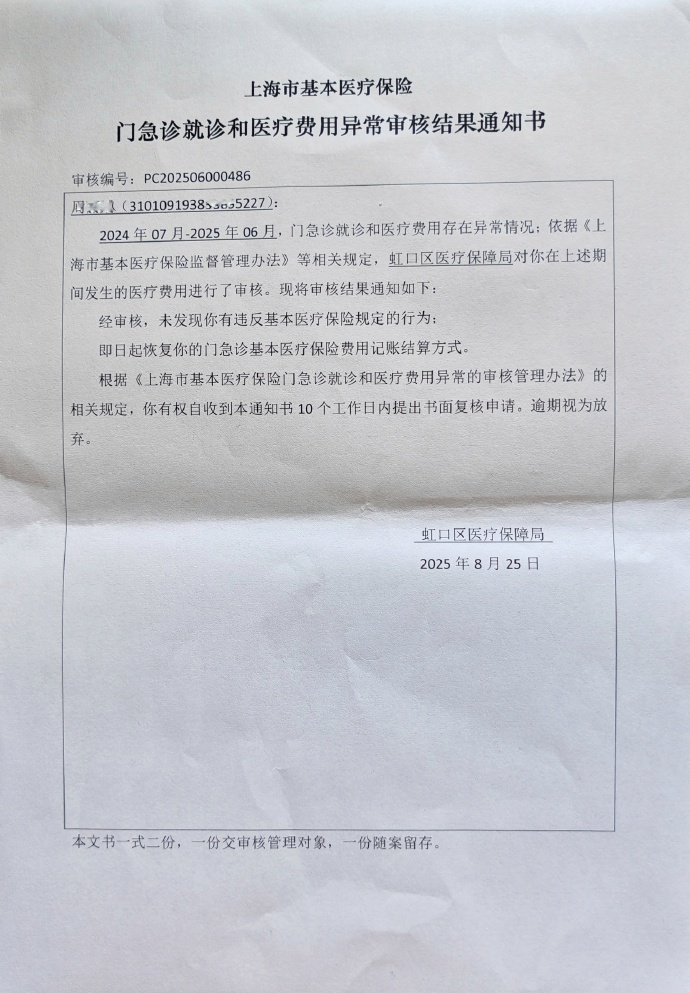 上海市基本医疗保险
门急诊就诊和医疗费用异常审核结果通知书
审核编号：PC202506000486
（310109193853835227）：
2024 年 07 月-2025 年 06 月，门急诊就诊和医疗费用存在异常情况；依据《上
海市基本医疗保险监督管理办法》等相关规定，虹口区医疗保障局对你在上述期
间发生的医疗费用进行了审核。现将审核结果通知如下：
经审核，未发现你有违反基本医疗保险规定的行为；
即日起恢复你的门急诊基本医疗保险费用记账结算方式。
根据《上海市基本医疗保险门急诊就诊和医疗费用异常的审核管理办法》的
相关规定，你有权自收到本通知书 10 个工作日内提出书面复核申请。逾期视为放
弃。
虹口区医疗保障局
2025 年 8 月 25 日
本文书一式二份，一份交审核管理对象，一份随案留存。